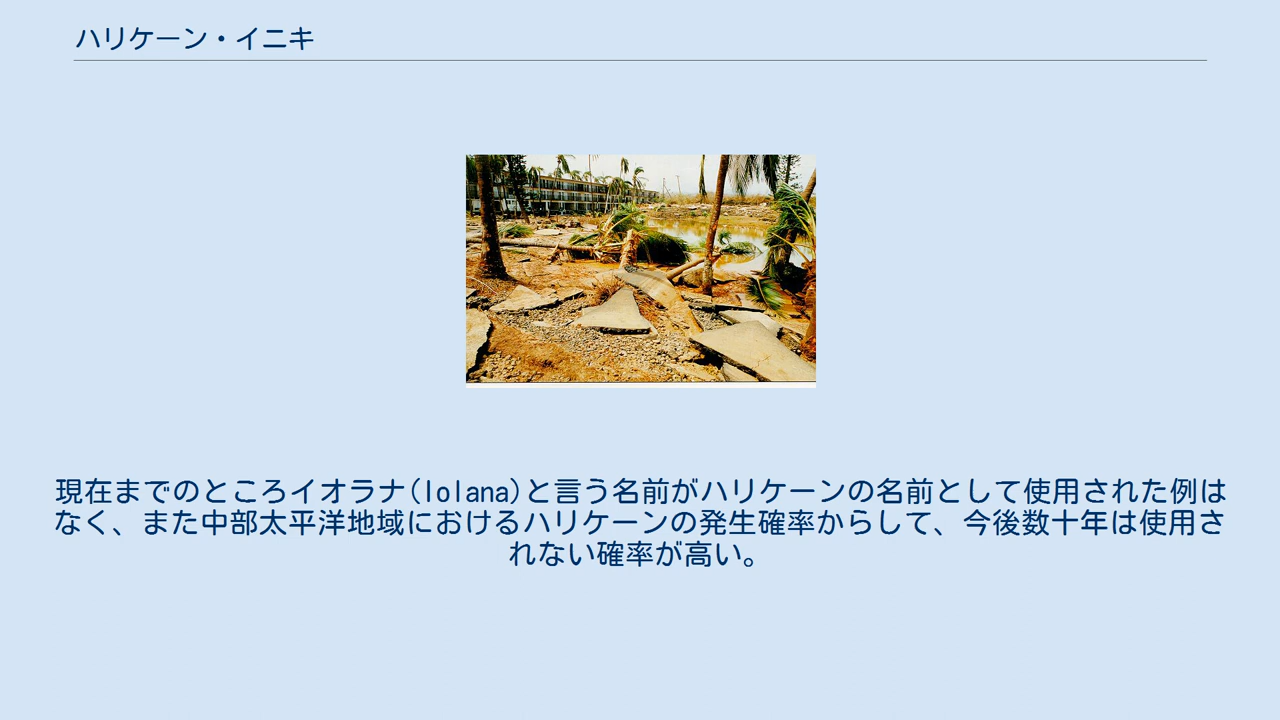 ハリケーン・イニキ
現在までのところイオラナ(Iolana)と言う名前がハリケーンの名前として使用された例は
なく、また中部太平洋地域におけるハリケーンの発生確率からして、今後数十年は使用さ
れない確率が高い。